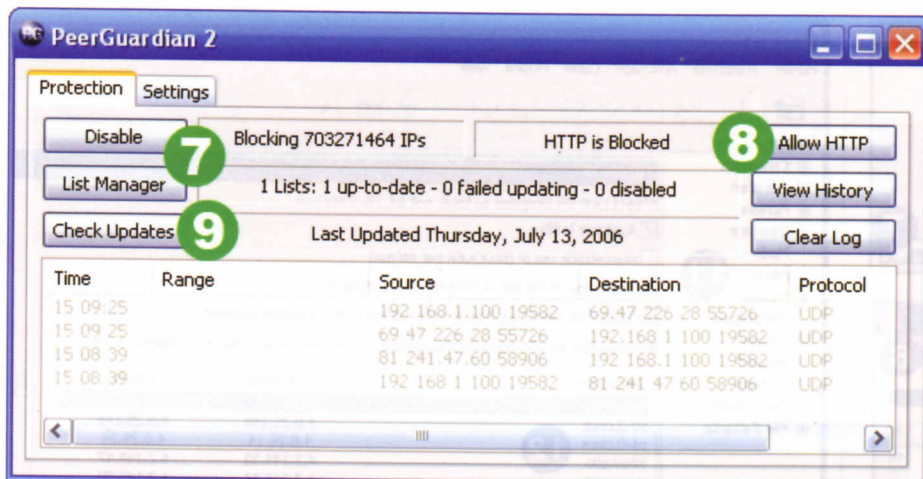 PeerGuardian 2
Protection Settings
Disable Blocking 703271464 IPs HTTP is Blocked 8 Allow HTTP
7
List Manager 1 Lists: 1 up-to-date - 0 failed updating - 0 disabled View History
Check Updates 9 Last Updated Thursday, July 13, 2006 Clear Log
Time Range Source Destination Protocol
15 09:25 192 168.1.100 19582 69.47 226 28 55726 UDP
15 09:25 69 47 226 28 55726 192.168 1 100 19582 UDP
15 08 39 81 241.47.60 58906 192 168.1 100 19582 UDP
15 08 39 192 168 1 100 19582 81 241 47 60 58906 UDP